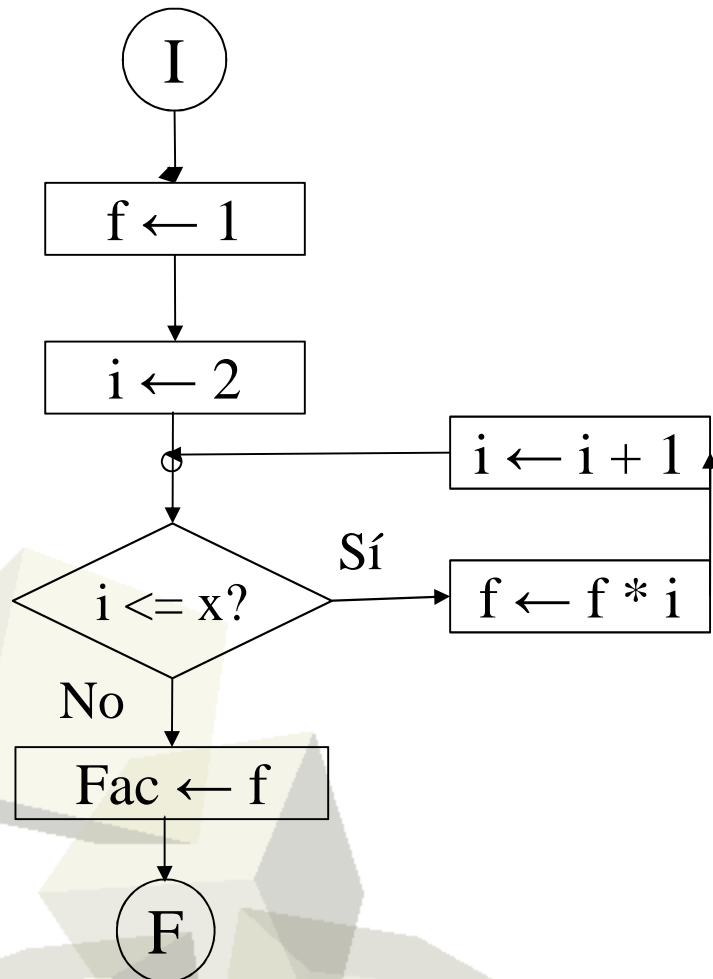 I
f ← 1
i ← 2
i ← i + 1
Sí
i <= x?
f ← f * i
No
Fac ← f
F